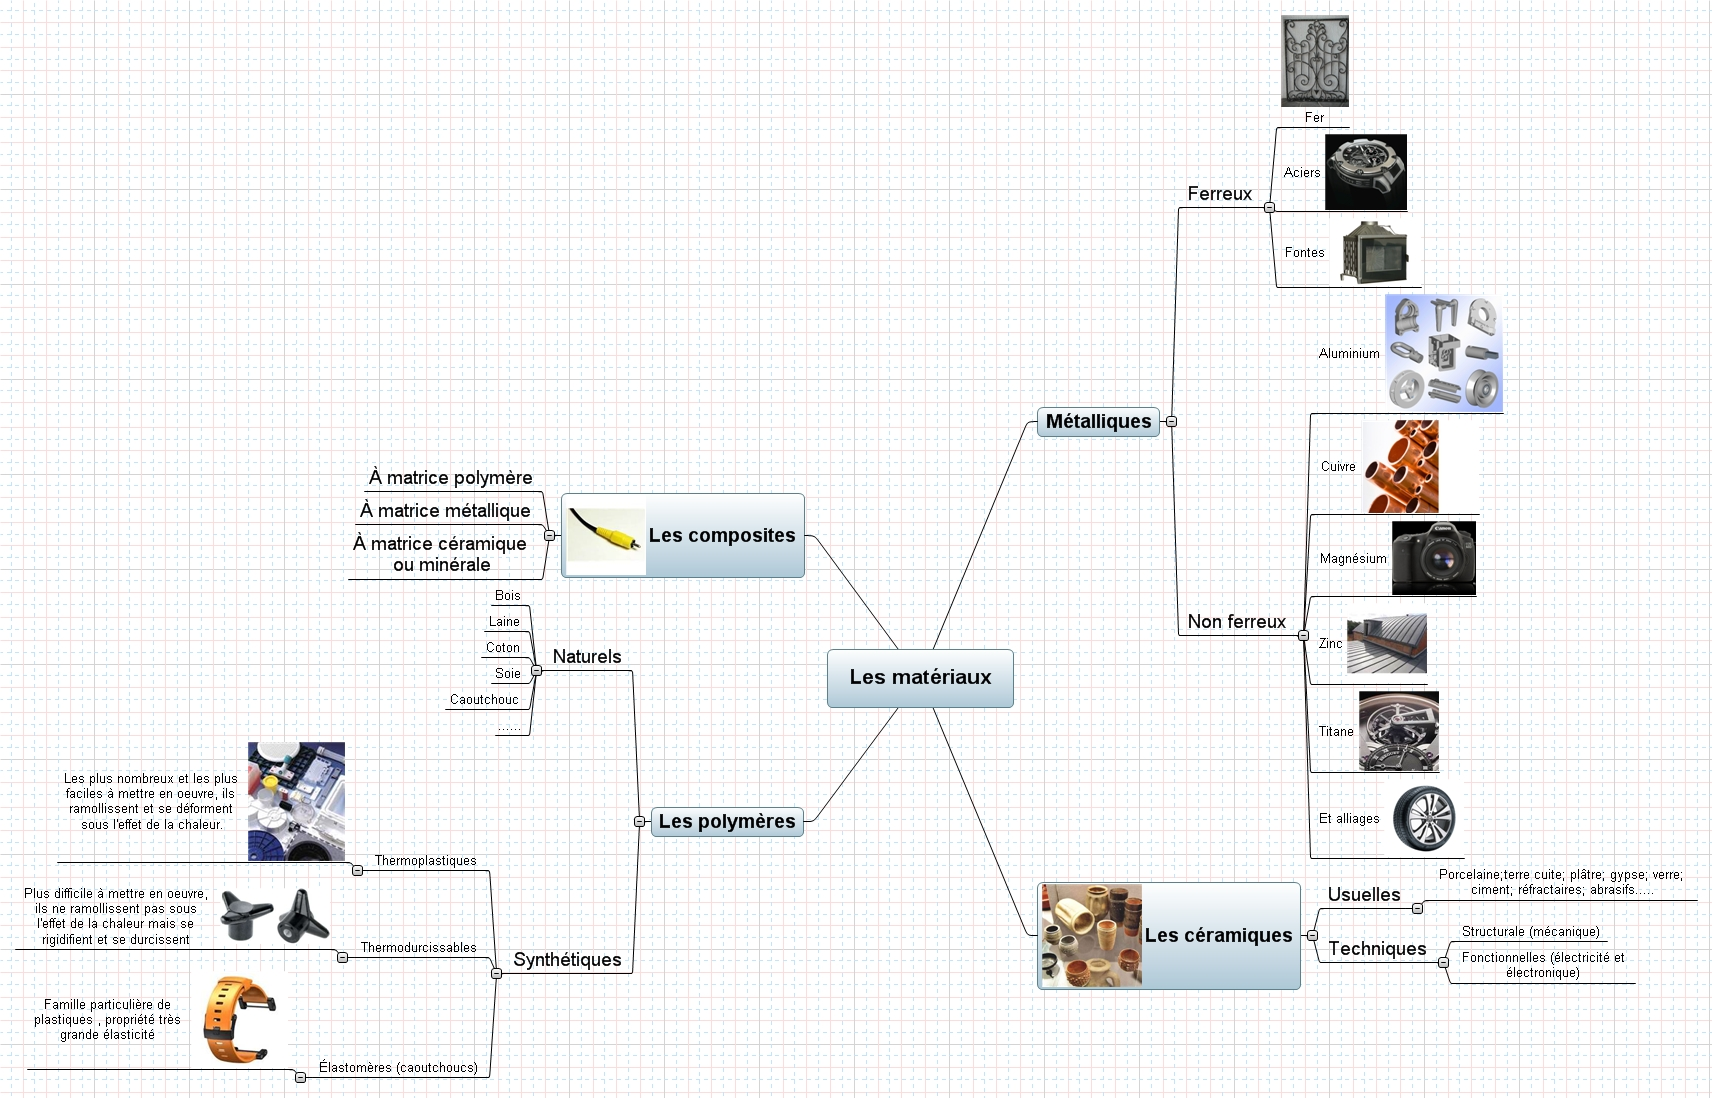 Les matériaux
Métalliques
Ferreux
Fer
Aciers
Fontes
Non ferreux
Aluminium
Cuivre
Magnésium
Canon
Zinc
Titane
Et alliages
Les céramiques
Usuelles
Porcelaine;terre cuite; plâtre; gypse; verre;
ciment; réfractaires; abrasifs.....
Techniques
Structurale (mécanique)
Fonctionnelles (électricité et
électronique)
Les composites
À matrice polymère
À matrice métallique
À matrice céramique
ou minérale
Les polymères
Naturels
Bois
Laine
Coton
Soie
Caoutchouc
......
Synthétiques
Thermoplastiques
Les plus nombreux et les plus
faciles à mettre en oeuvre, ils
ramollissent et se déforment
sous l'effet de la chaleur.
Thermodurcissables
Plus difficile à mettre en oeuvre,
ils ne ramollissent pas sous
l'effet de la chaleur mais se
rigidifient et se durcissent
Élastomères (caoutchoucs)
Famille particulière de
plastiques , propriété très
grande élasticité